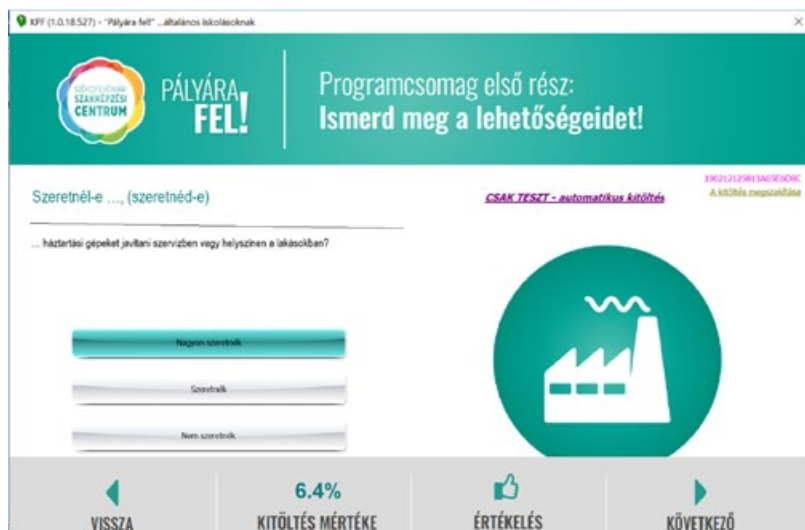 KPF (1.0.18.527) - "Pályára fel!" ...általános iskolásoknak
SZÉKESFEHÉRVÁRI
SZAKKÉPZÉSI
CENTRUM
PÁLYÁRA
FEL!
Programcsomag első rész:
Ismerd meg a lehetőségeidet!
Szeretnél-e ..., (szeretnéd-e)
CSAK TESZT - automatikus kitöltés
A kitöltés megszakítása
... háztartási gépeket javítani szervizben vagy helyszínen a lakásokban?
Nagyon szeretnék
Szeretnék
Nem szeretnék
VISSZA
6.4%
KITÖLTÉS MÉRTÉKE
ÉRTÉKELÉS
KÖVETKEZŐ